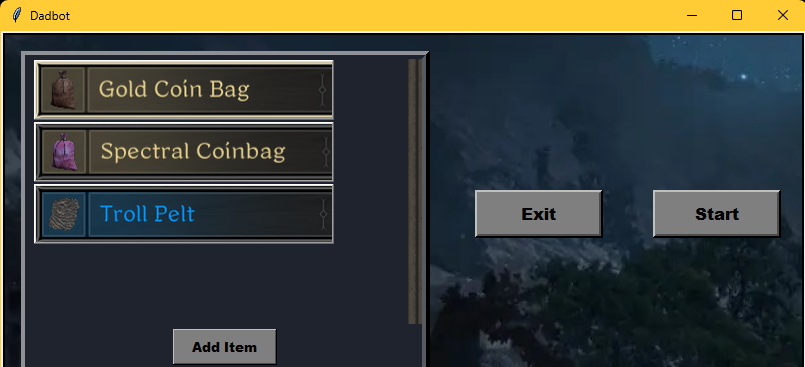 Dadbot
Gold Coin Bag
Spectral Coinbag
Troll Pelt
Exit
Start
Add Item